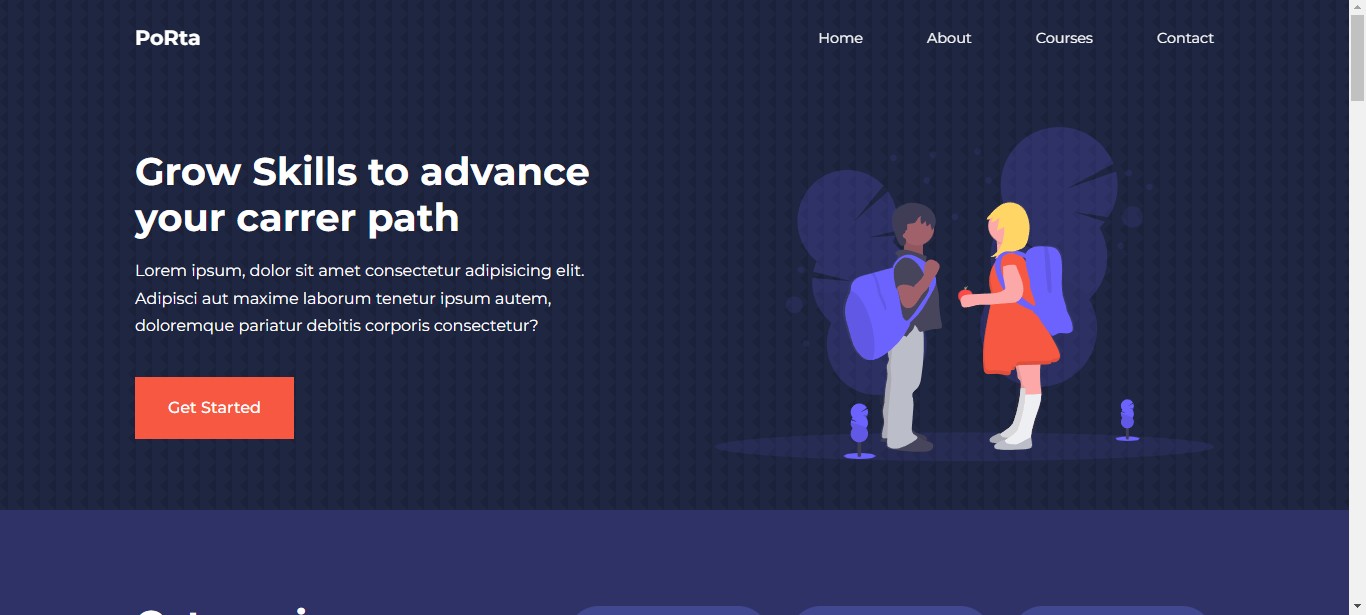 PoRta
Home
About
Courses
Contact
Grow Skills to advance
your carrer path
Lorem ipsum, dolor sit amet consectetur adipisicing elit.
Adipisci aut maxime laborum tenetur ipsum autem,
doloremque pariatur debitis corporis consectetur?
Get Started